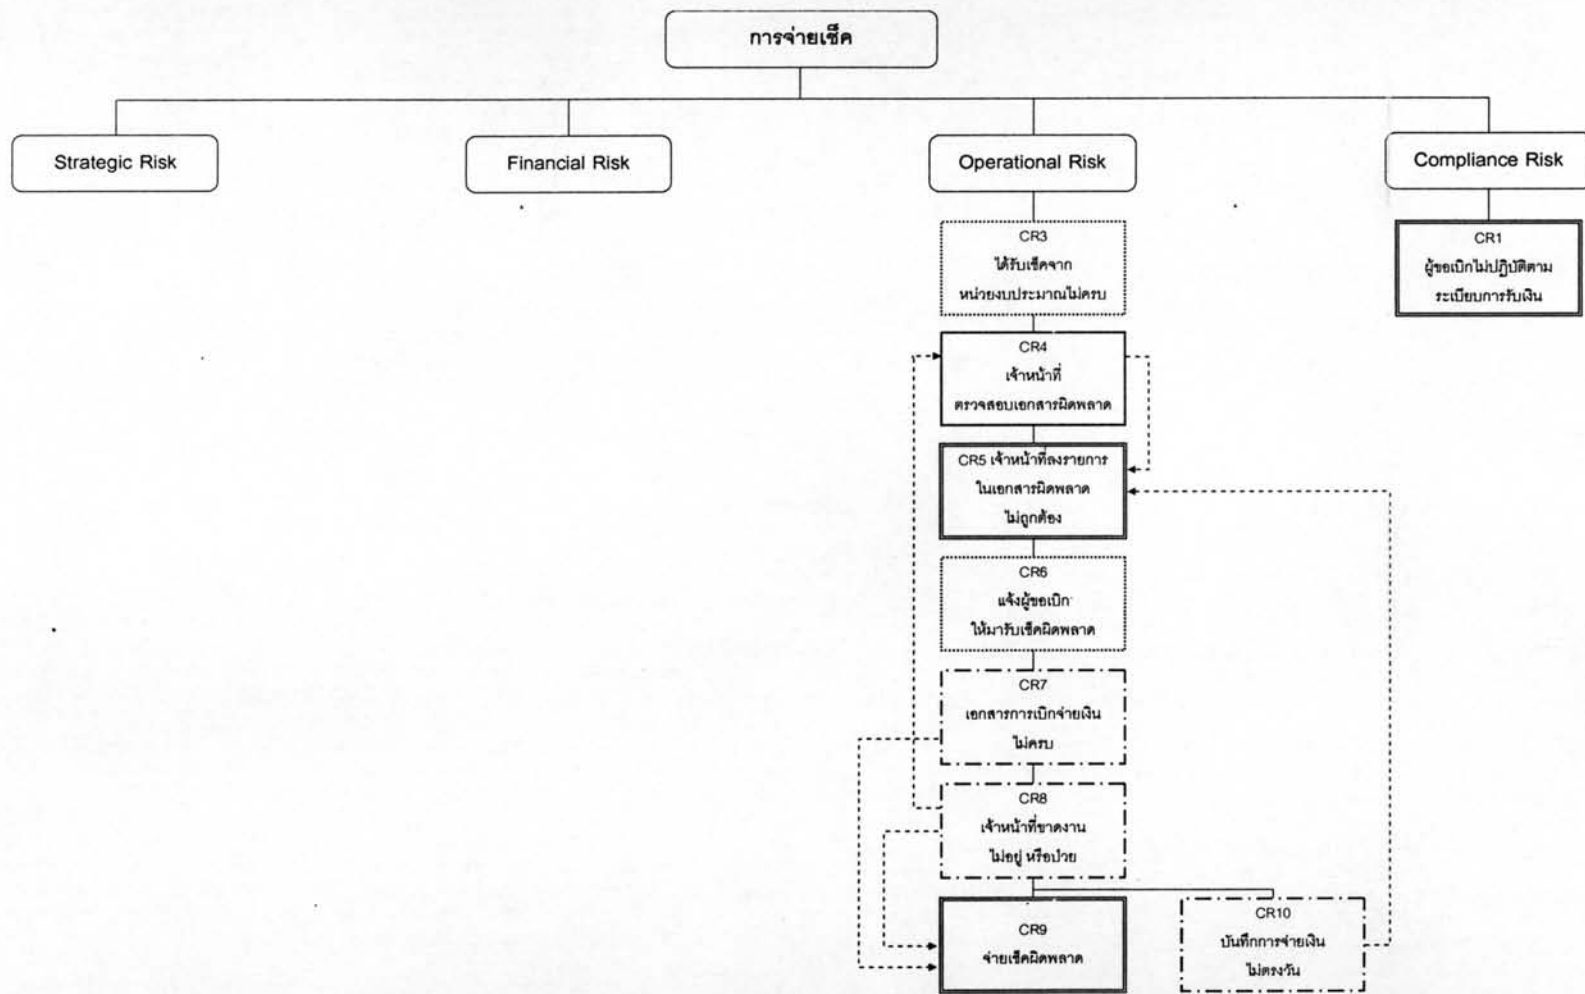 การจ่ายเช็ค
Strategic Risk
Financial Risk
Operational Risk
Compliance Risk
CR3
ได้รับเช็คจาก
หน่วยงบประมาณไม่ครบ
CR1
ผู้ขอเบิกไม่ปฏิบัติตาม
ระเบียบการรับเงิน
CR4
เจ้าหน้าที่
ตรวจสอบเอกสารผิดพลาด
CR5 เจ้าหน้าที่ลงรายการ
ในเอกสารผิดพลาด
ไม่ถูกต้อง
CR6
แจ้งผู้ขอเบิก
ให้มารับเช็คผิดพลาด
CR7
เอกสารการเบิกจ่ายเงิน
ไม่ครบ
CR8
เจ้าหน้าที่ขาดงาน
ไม่อยู่ หรือป่วย
CR9
จ่ายเช็คผิดพลาด
CR10
บันทึกการจ่ายเงิน
ไม่ตรงวัน